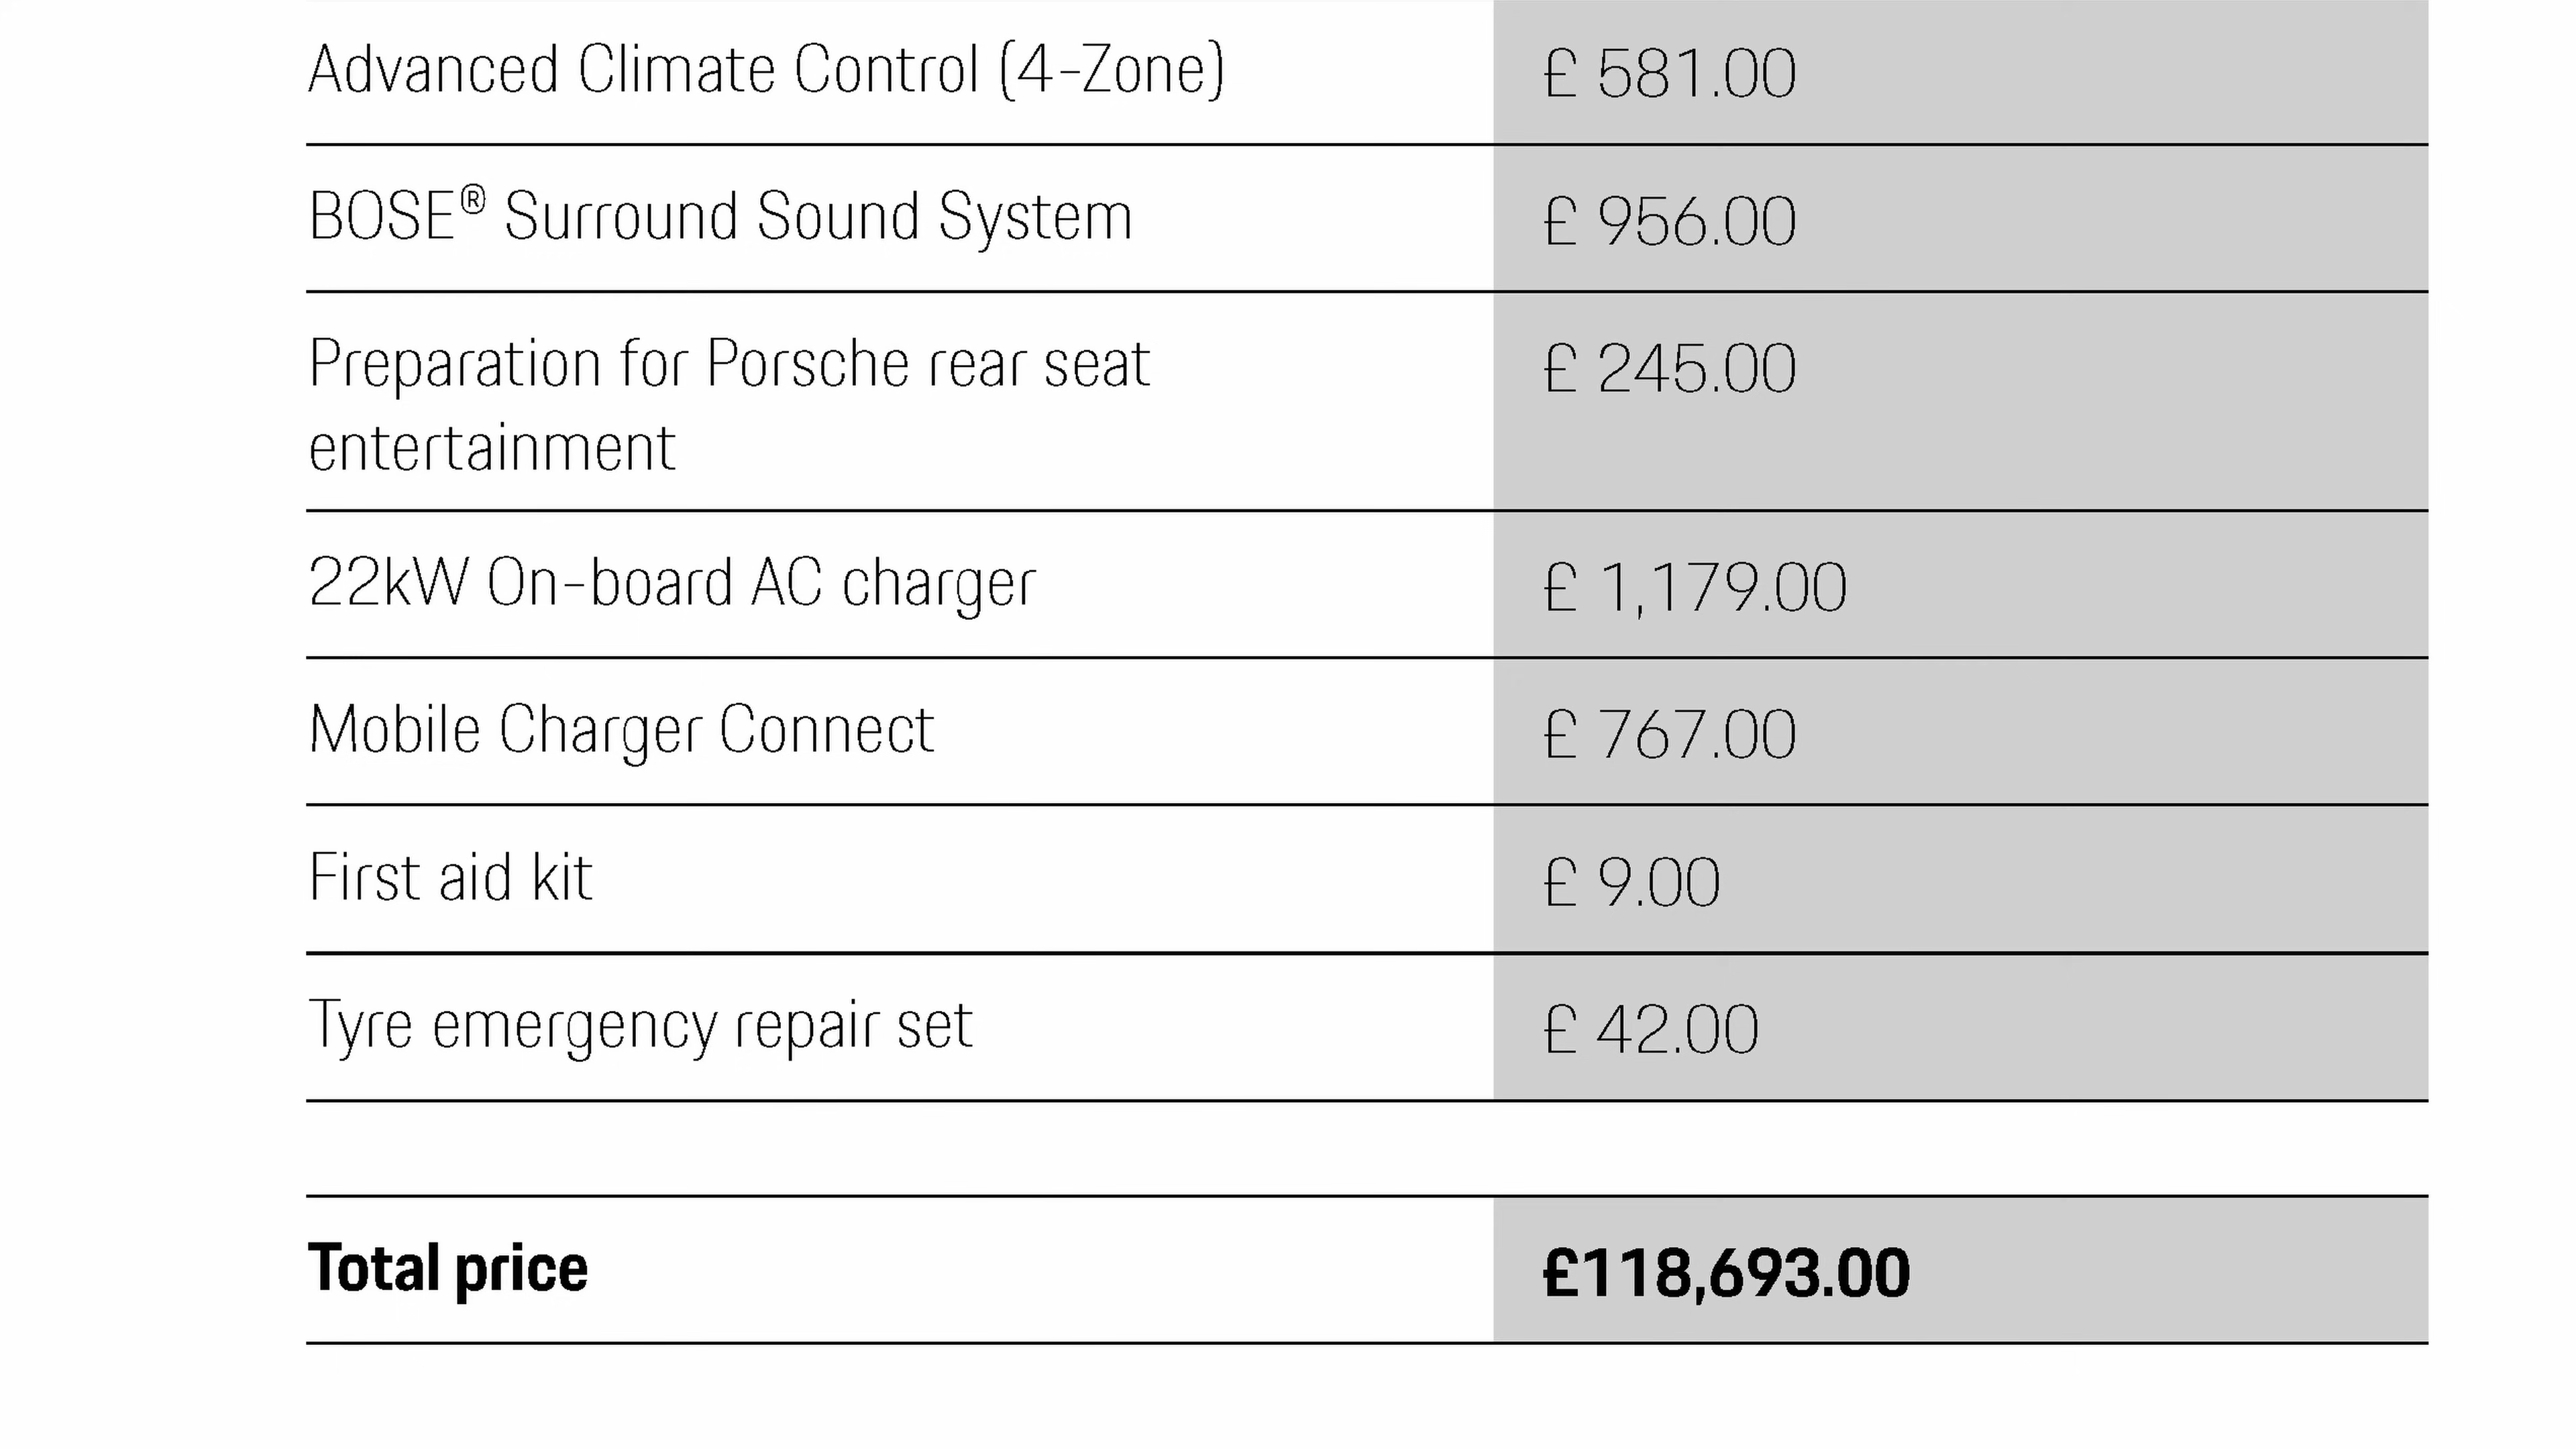 Advanced Climate Control (4-Zone) £ 581.00
BOSE® Surround Sound System £ 956.00
Preparation for Porsche rear seat £ 245.00
entertainment
22kW On-board AC charger £ 1,179.00
Mobile Charger Connect £ 767.00
First aid kit £ 9.00
Tyre emergency repair set £ 42.00
Total price £118,693.00